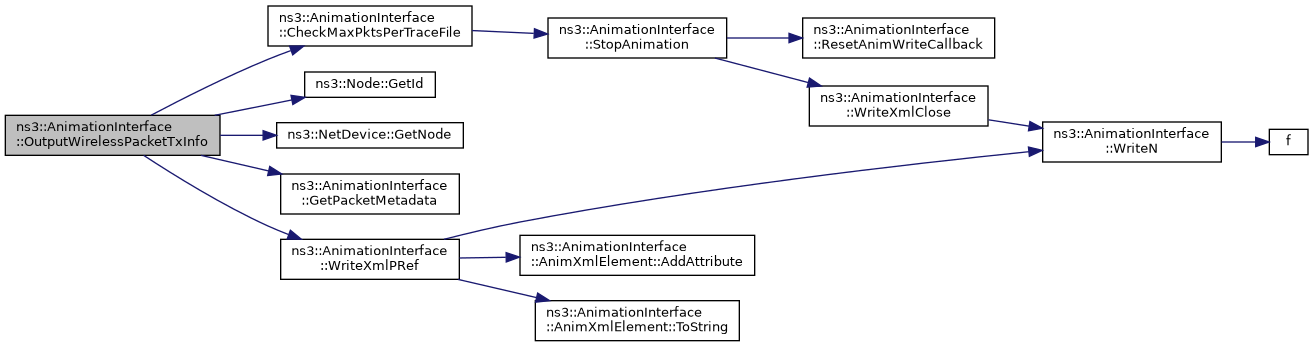 ns3::AnimationInterface
::OutputWirelessPacketTxInfo
ns3::AnimationInterface
::CheckMaxPktsPerTraceFile
ns3::Node::GetId
ns3::NetDevice::GetNode
ns3::AnimationInterface
::GetPacketMetadata
ns3::AnimationInterface
::WriteXmlPRef
ns3::AnimationInterface
::StopAnimation
ns3::AnimationInterface
::ResetAnimWriteCallback
ns3::AnimationInterface
::WriteXmlClose
ns3::AnimationInterface
::WriteN
f
ns3::AnimationInterface
::AnimXmlElement::AddAttribute
ns3::AnimationInterface
::AnimXmlElement::ToString